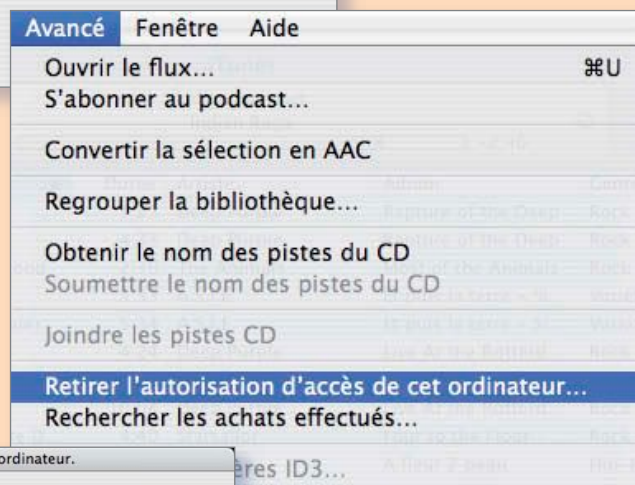 Avancé Fenêtre Aide
Ouvrir le flux... ⌘U
S'abonner au podcast...
Convertir la sélection en AAC
Regrouper la bibliothèque...
Obtenir le nom des pistes du CD
Soumettre le nom des pistes du CD
Joindre les pistes CD
Retirer l'autorisation d'accès de cet ordinateur...
Rechercher les achats effectués...
ordinateur.
ères ID3...